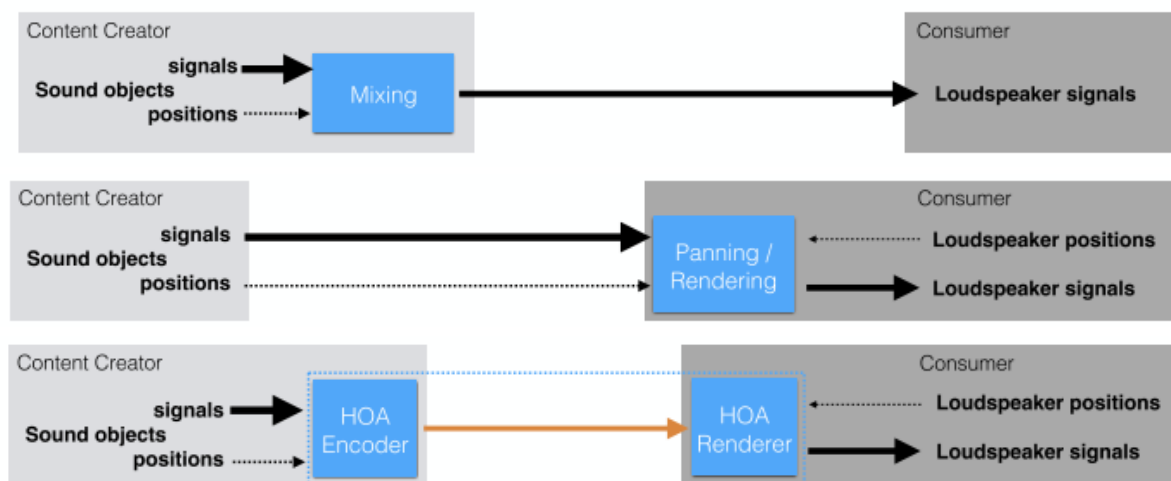 Content Creator
Consumer
signals
Sound objects
positions
Mixing
Loudspeaker signals
Content Creator
Consumer
signals
Sound objects
positions
Panning /
Rendering
Loudspeaker positions
Loudspeaker signals
Content Creator
Consumer
signals
Sound objects
positions
HOA
Encoder
HOA
Renderer
Loudspeaker positions
Loudspeaker signals